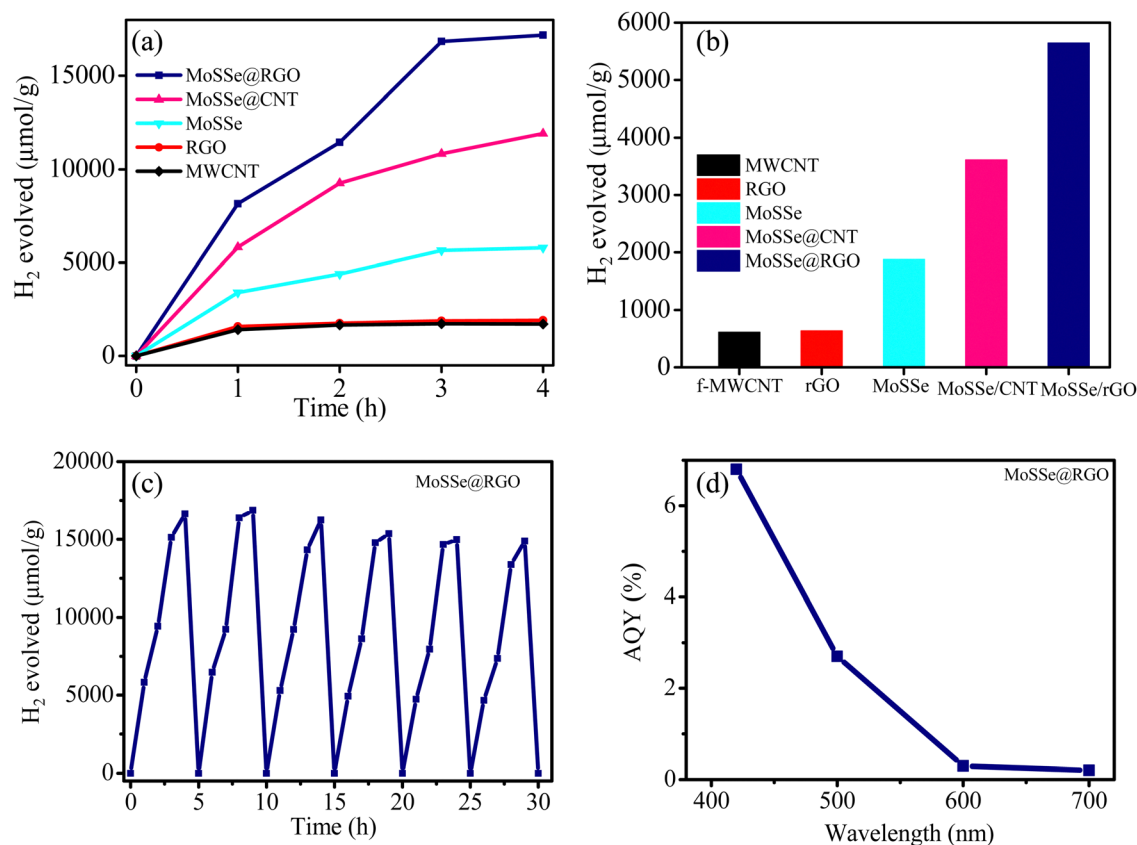 (a)
H₂ evolved (μmol/g)
15000
10000
5000
0
MoSSe@RGO
MoSSe@CNT
MoSSe
RGO
MWCNT
0 1 2 3 4
Time (h)
(b)
H₂ evolved (μmol/g)
6000
5000
4000
3000
2000
1000
0
MWCNT
RGO
MoSSe
MoSSe@CNT
MoSSe@RGO
f-MWCNT rGO MoSSe MoSSe/CNT MoSSe/rGO
(c)
MoSSe@RGO
H₂ evolved (μmol/g)
20000
15000
10000
5000
0
0 5 10 15 20 25 30
Time (h)
(d)
MoSSe@RGO
AQY (%)
6
4
2
0
400 500 600 700
Wavelength (nm)